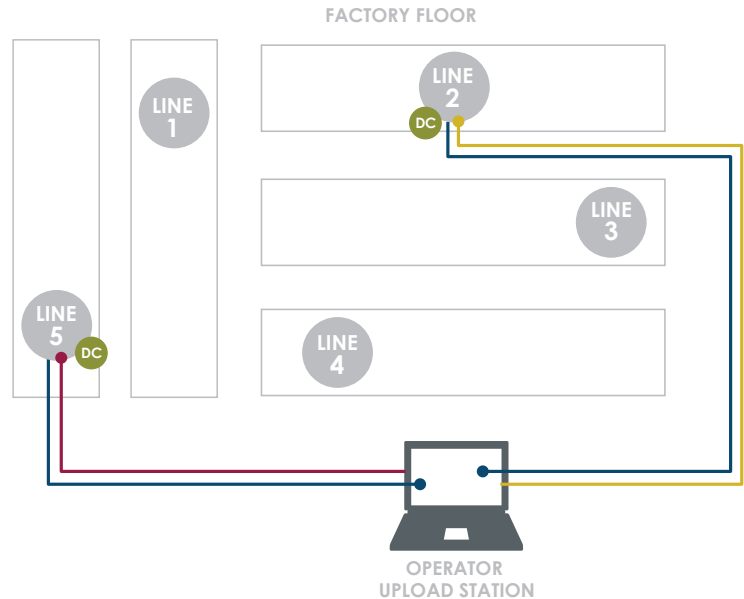 FACTORY FLOOR
LINE
1
LINE
2
DC
LINE
3
LINE
5
DC
LINE
4
OPERATOR
UPLOAD STATION